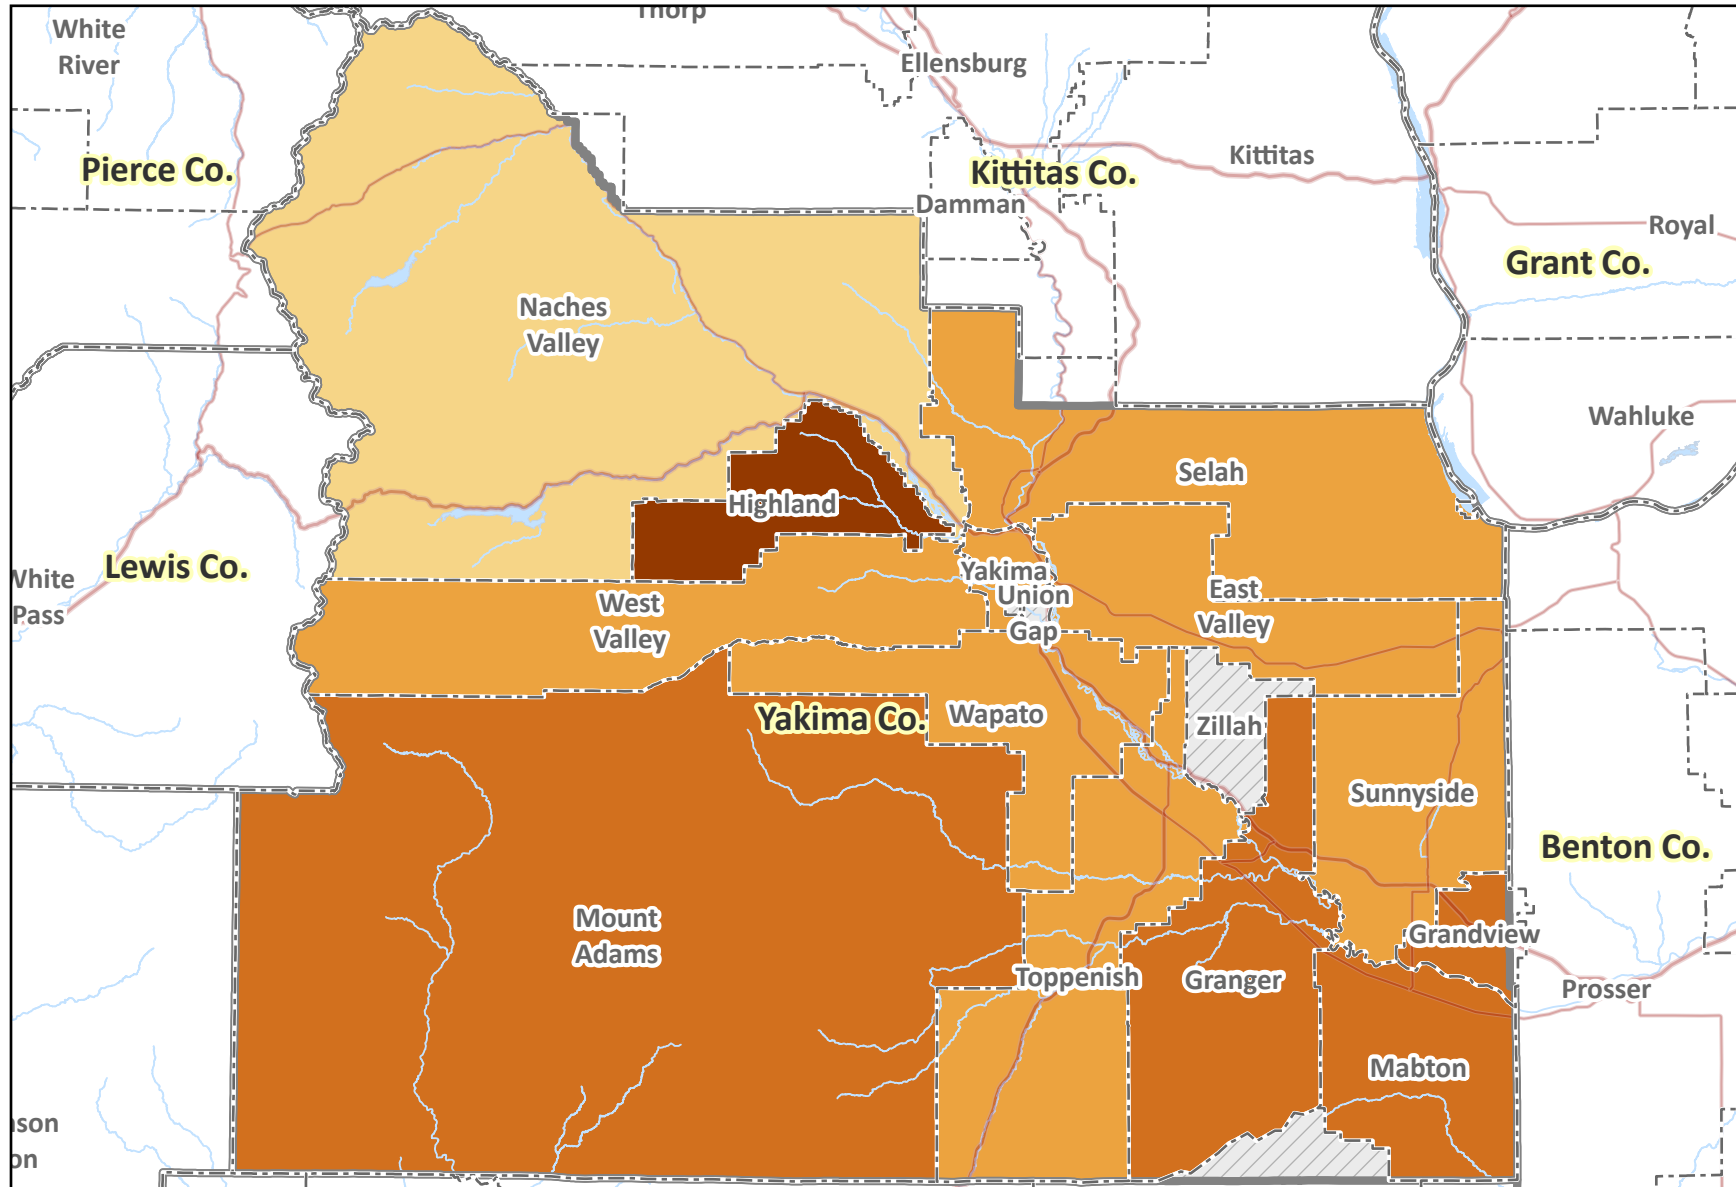 Thorp
White
River
Ellensburg
Pierce Co.
Kittitas
Kittitas Co.
Damman
Royal
Grant Co.
Naches
Valley
Wahluke
Selah
Highland
Lewis Co.
White
Pass
Yakima
Union
Gap
West
Valley
East
Valley
Yakima Co.
Wapato
Zillah
Sunnyside
Benton Co.
Mount
Adams
Grandview
Toppenish
Granger
Prosser
Mabton